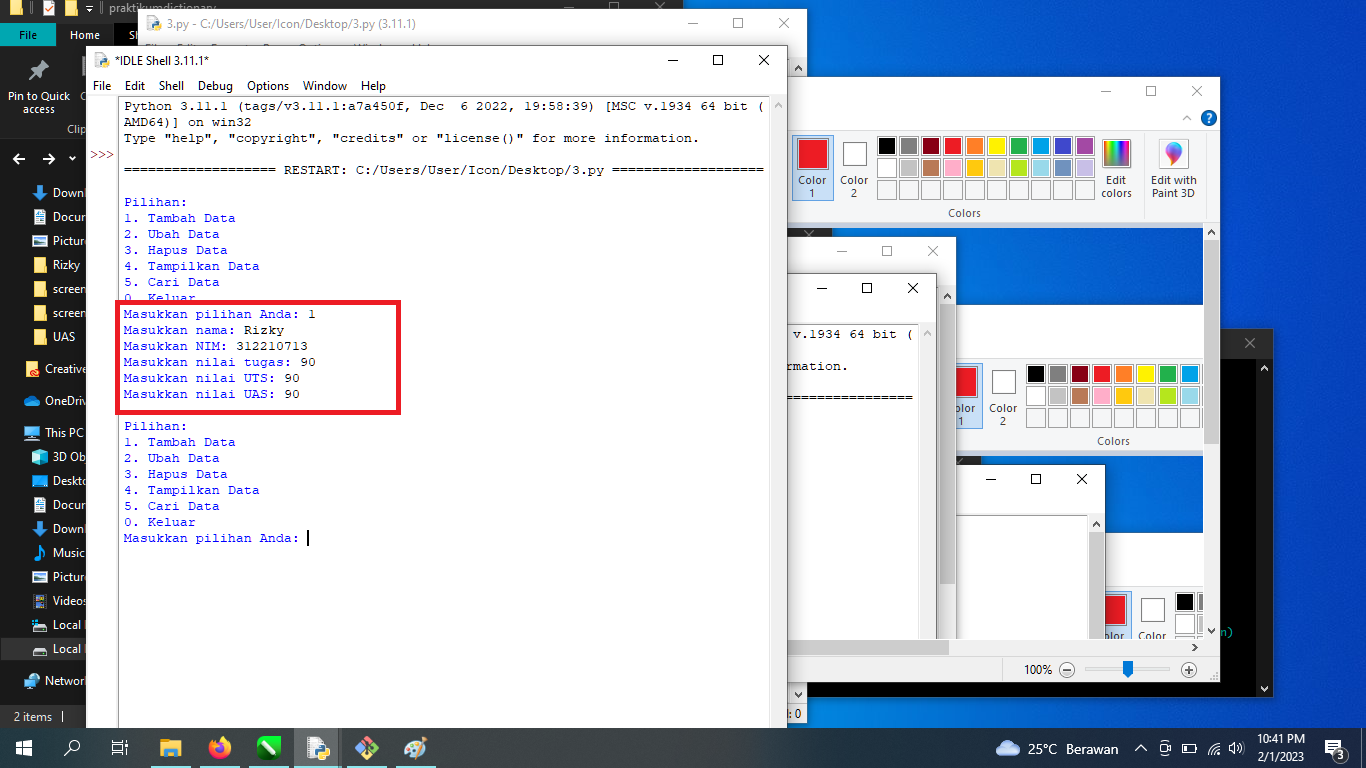 praktikumdictionary
File
Home
Pin to Quick
access
3.py - C:/Users/User/Icon/Desktop/3.py (3.11.1)
*IDLE Shell 3.11.1*
File Edit Shell Debug Options Window Help
Python 3.11.1 (tags/v3.11.1:a7a450f, Dec  6 2022, 19:58:39) [MSC v.1934 64 bit (
AMD64)] on win32
Type "help", "copyright", "credits" or "license()" for more information.
>>>
=================== RESTART: C:/Users/User/Icon/Desktop/3.py ===================
Pilihan:
1. Tambah Data
2. Ubah Data
3. Hapus Data
4. Tampilkan Data
5. Cari Data
0. Keluar
Masukkan pilihan Anda: 1
Masukkan nama: Rizky
Masukkan NIM: 312210713
Masukkan nilai tugas: 90
Masukkan nilai UTS: 90
Masukkan nilai UAS: 90
Pilihan:
1. Tambah Data
2. Ubah Data
3. Hapus Data
4. Tampilkan Data
5. Cari Data
0. Keluar
Masukkan pilihan Anda:
Downl
Docur
Picture
Rizky
screen
screen
UAS
Creative
OneDriv
This PC
3D Obj
Deskto
Docur
Downl
Music
Picture
Videos
Local
Local
Network
2 items
Color
1
Color
2
Edit
colors
Edit with
Paint 3D
Colors
v.1934 64 bit (
rmation.
================
olor
1
Color
2
Colors
olor
Color
n)
100%
: 0
25°C Berawan
10:41 PM
2/1/2023
3